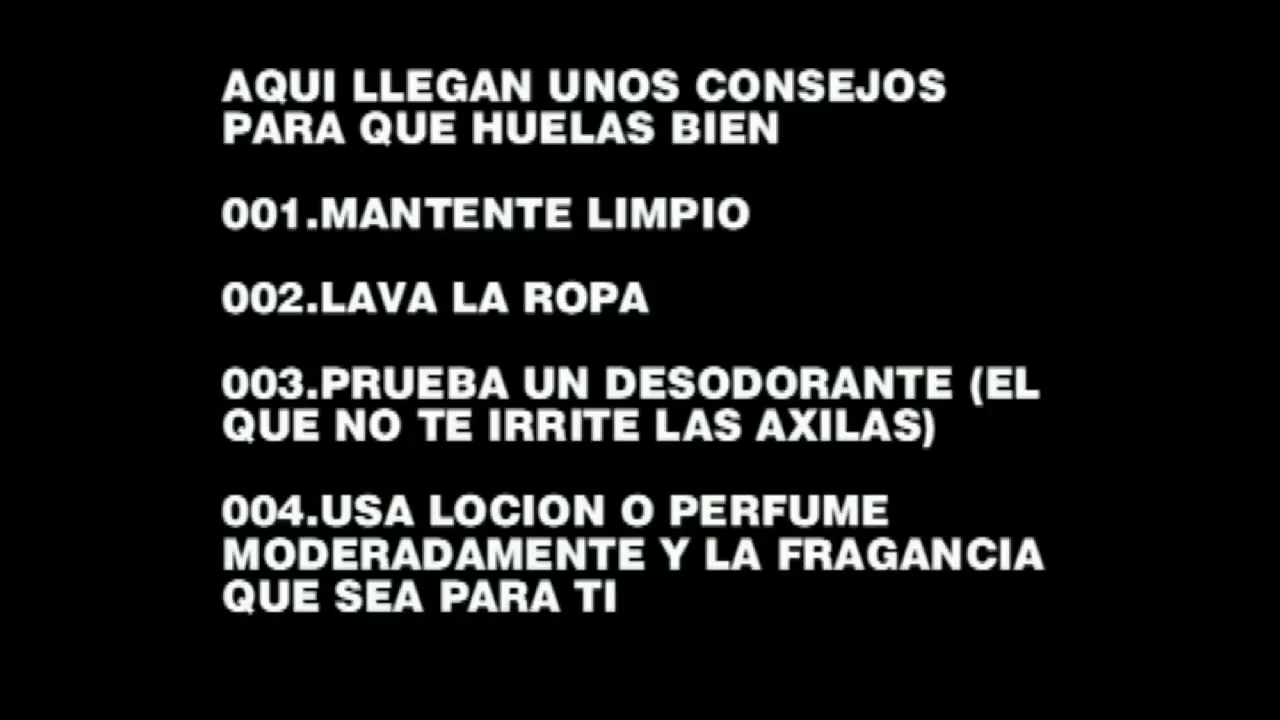 AQUI LLEGAN UNOS CONSEJOS
PARA QUE HUELAS BIEN
001.MANTENTE LIMPIO
002.LAVA LA ROPA
003.PRUEBA UN DESODORANTE (EL
QUE NO TE IRRITE LAS AXILAS)
004.USA LOCION O PERFUME
MODERADAMENTE Y LA FRAGANCIA
QUE SEA PARA TI